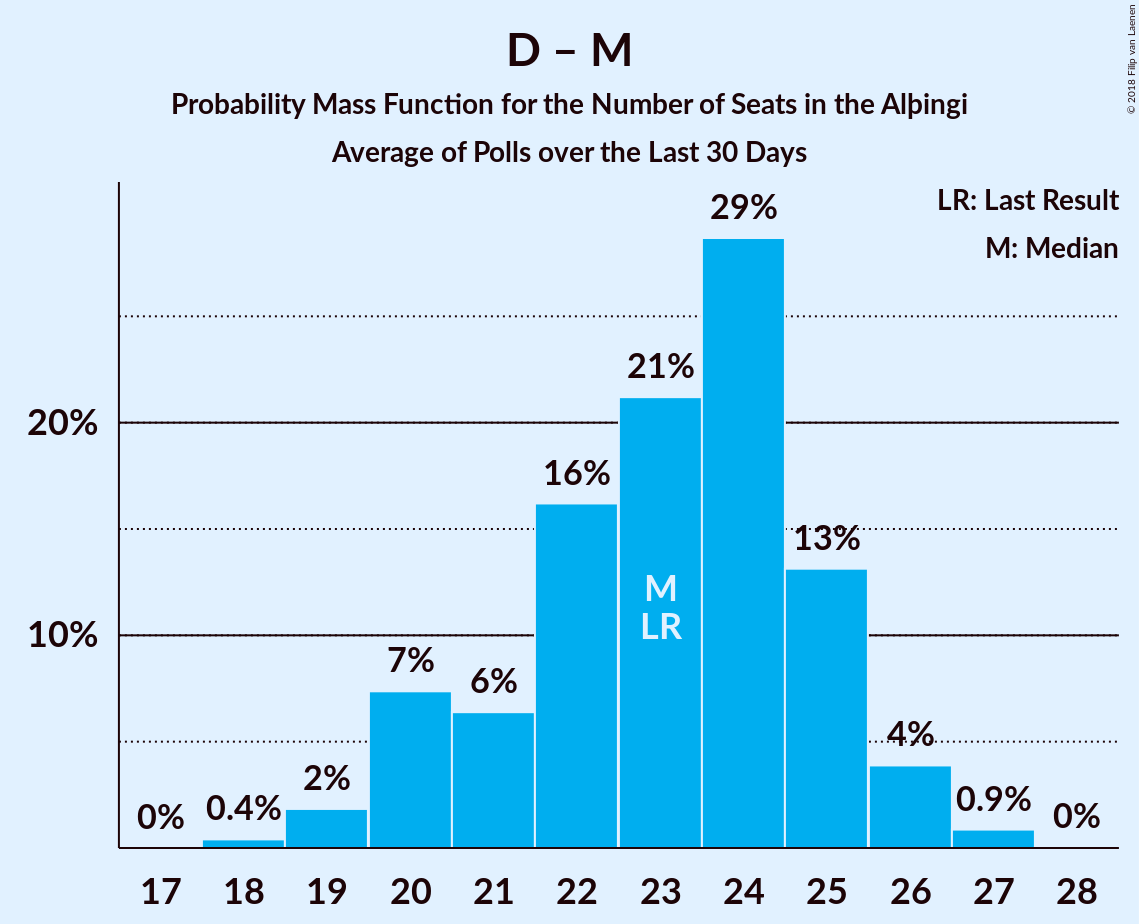 D – M
Probability Mass Function for the Number of Seats in the Alþingi
Average of Polls over the Last 30 Days
© 2018 Filip van Laenen
LR: Last Result
M: Median
29%
21%
20%
16%
13%
M
LR
10%
7%
6%
4%
2%
0.9%
0.4%
0%
0%
17 18 19 20 21 22 23 24 25 26 27 28